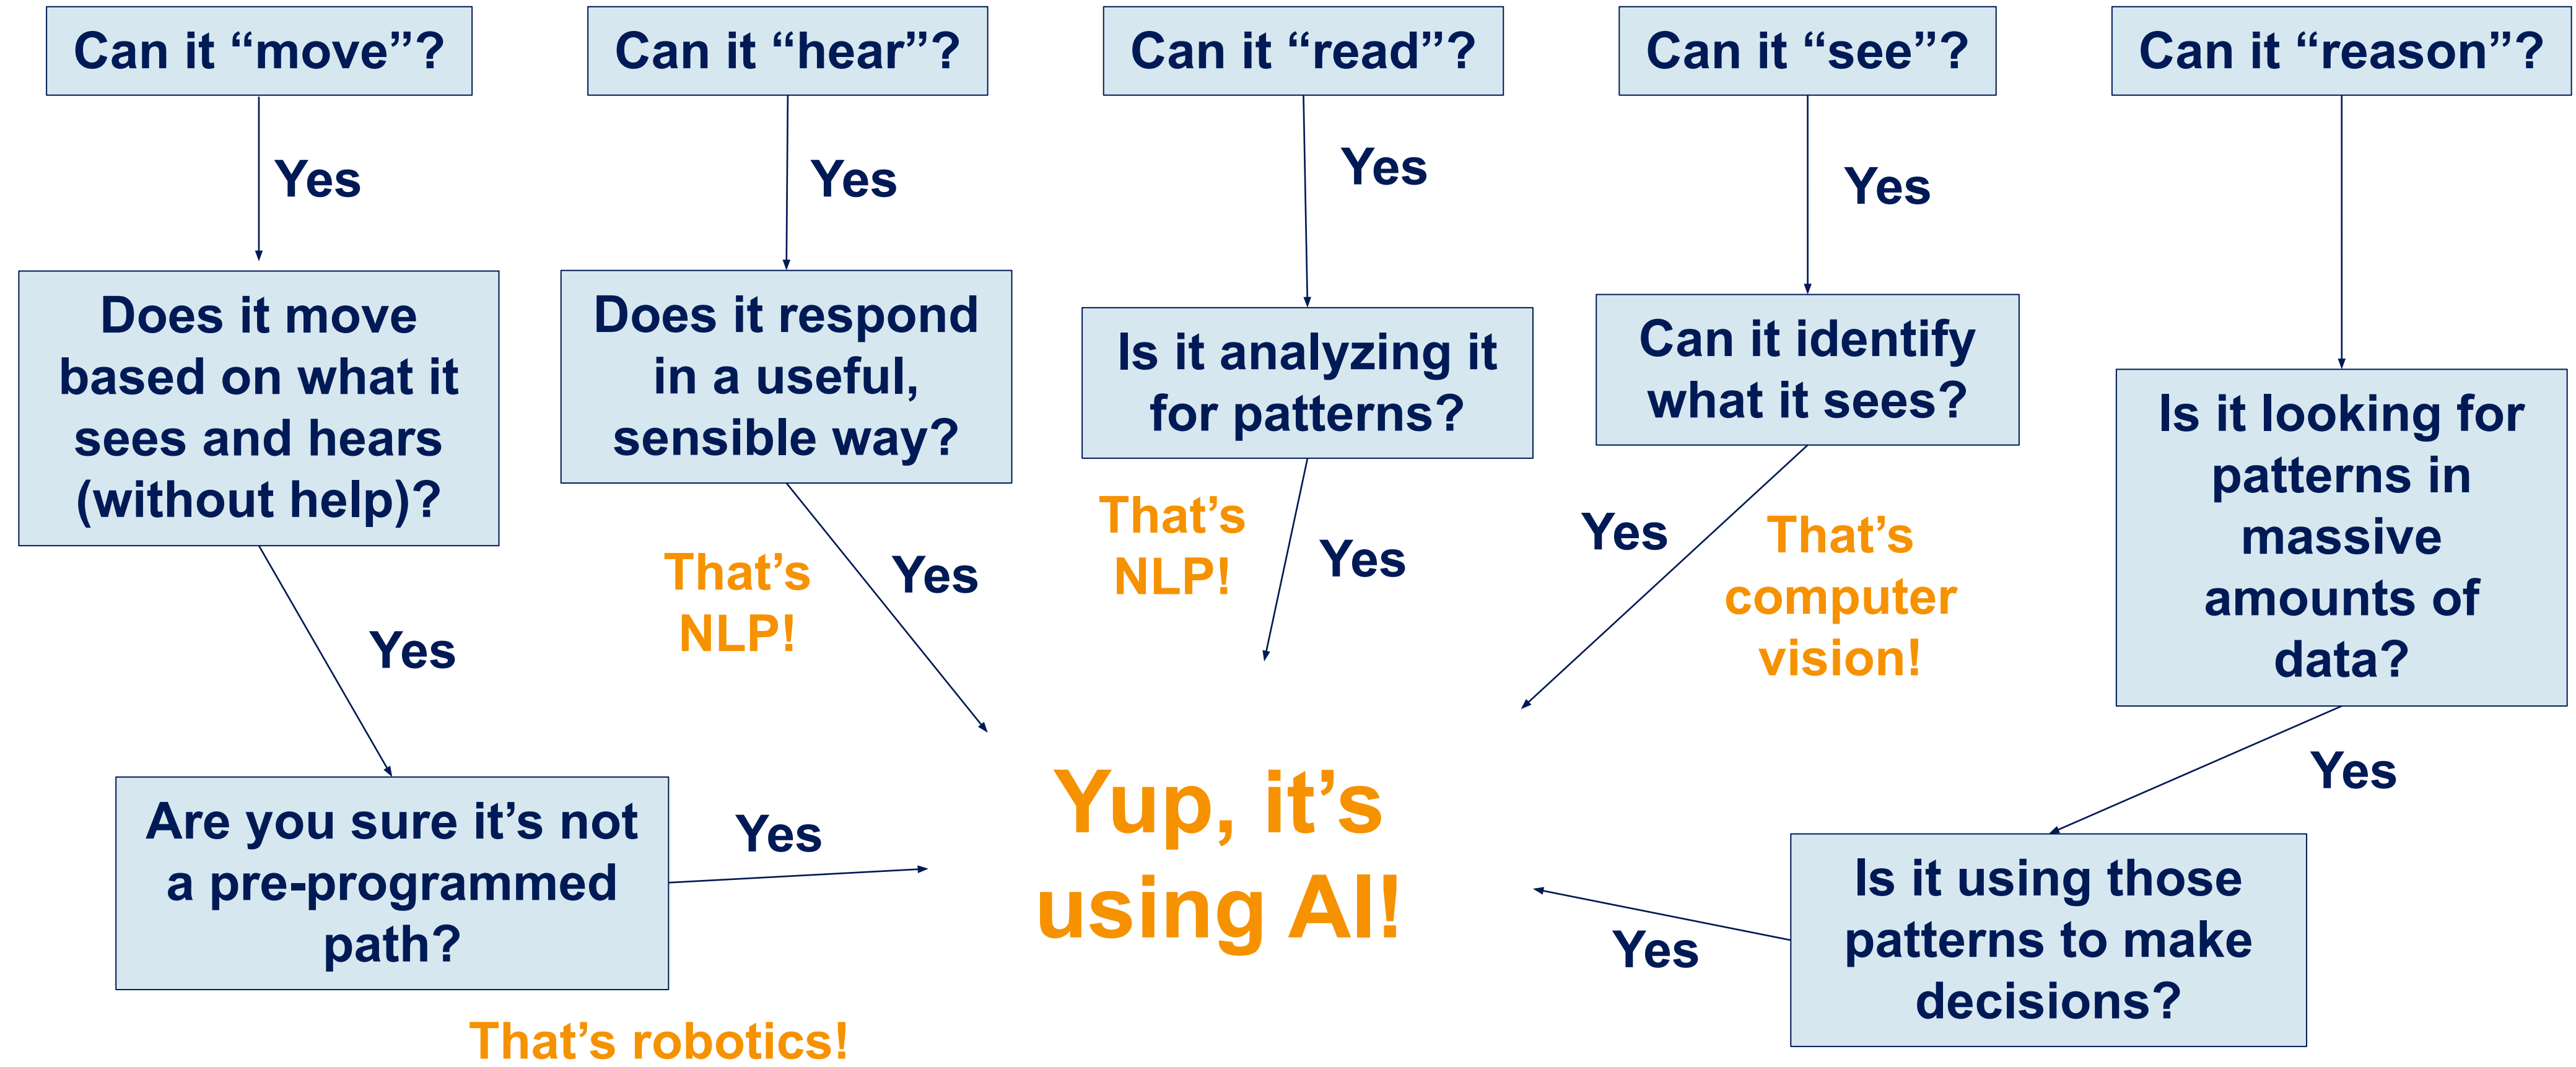 Can it “move”?
Can it “hear”?
Can it “read”?
Can it “see”?
Can it “reason”?
Yes
Yes
Yes
Yes
Does it move
based on what it
sees and hears
(without help)?
Does it respond
in a useful,
sensible way?
Is it analyzing it
for patterns?
Can it identify
what it sees?
Is it looking for
patterns in
massive
amounts of
data?
Yes
That’s
NLP!
Yes
That’s
NLP!
Yes
Yes
That’s
computer
vision!
Yes
Are you sure it’s not
a pre-programmed
path?
Yes
That’s robotics!
Is it using those
patterns to make
decisions?
Yes
Yup, it’s
using AI!